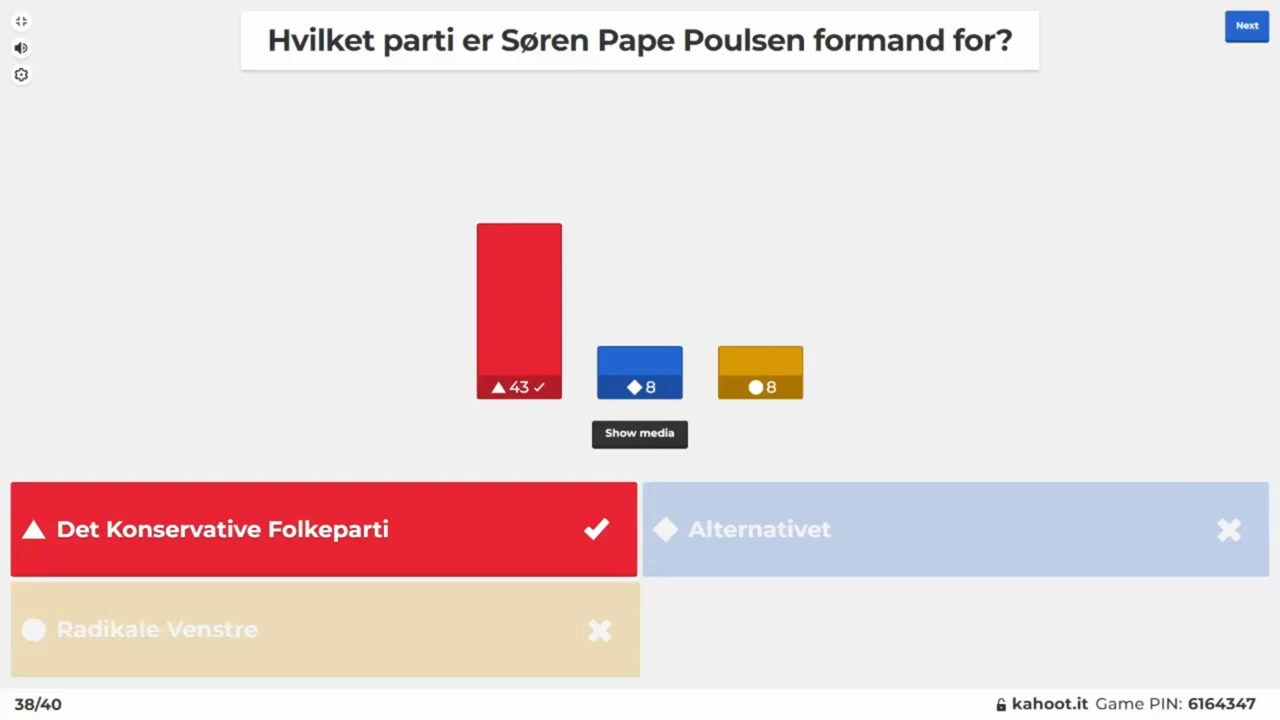 Hvilket parti er Søren Pape Poulsen formand for?
Next
43
8
8
Show media
Det Konservative Folkeparti
Alternativet
Radikale Venstre
38/40
kahoot.it Game PIN: 6164347